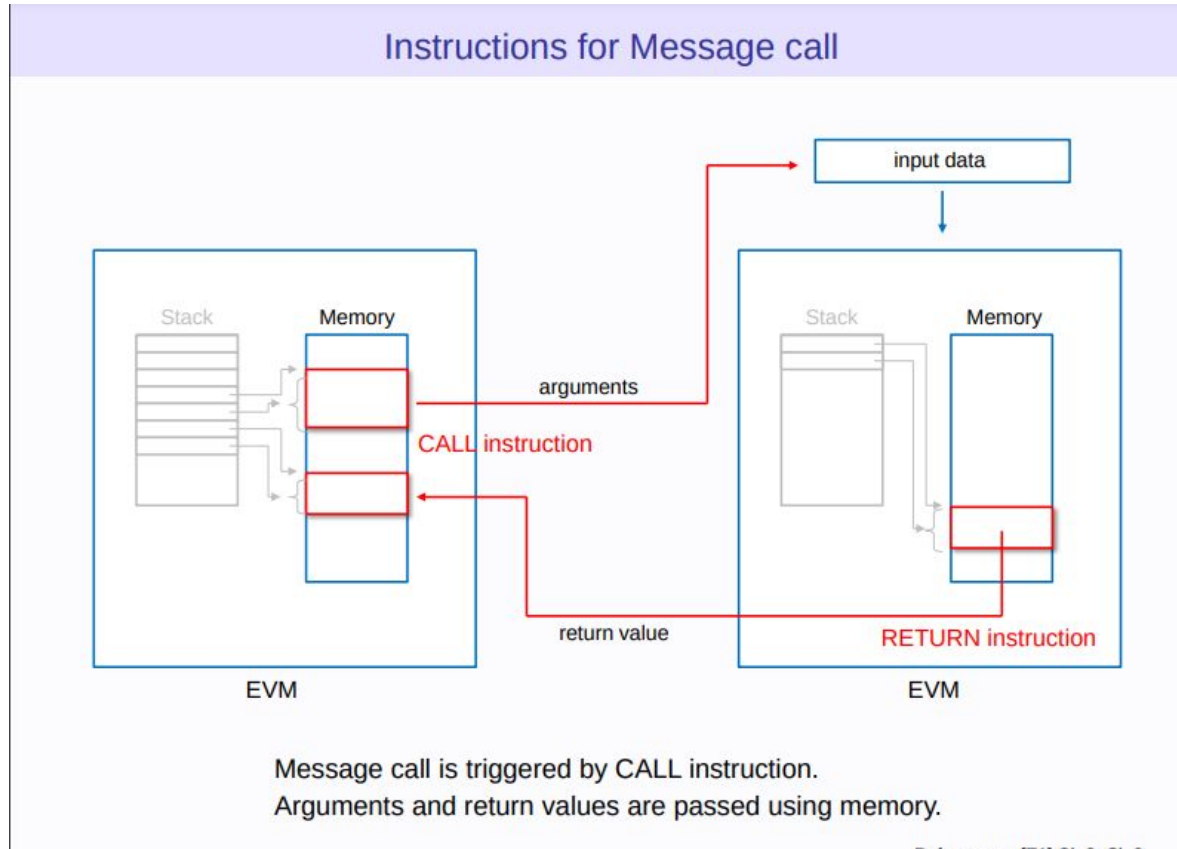 Instructions for Message call
input data
Stack
Memory
Stack
Memory
arguments
CALL instruction
return value
RETURN instruction
EVM
EVM
Message call is triggered by CALL instruction.
Arguments and return values are passed using memory.